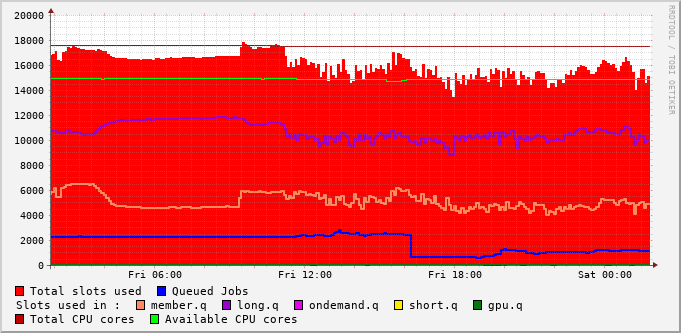 20000
18000
16000
14000
12000
10000
8000
6000
4000
2000
0
Fri 06:00 Fri 12:00 Fri 18:00 Sat 00:00
RRDTOOL / TOBI OETIKER
Total slots used Queued Jobs
Slots used in : member.q long.q ondemand.q short.q gpu.q
Total CPU cores Available CPU cores